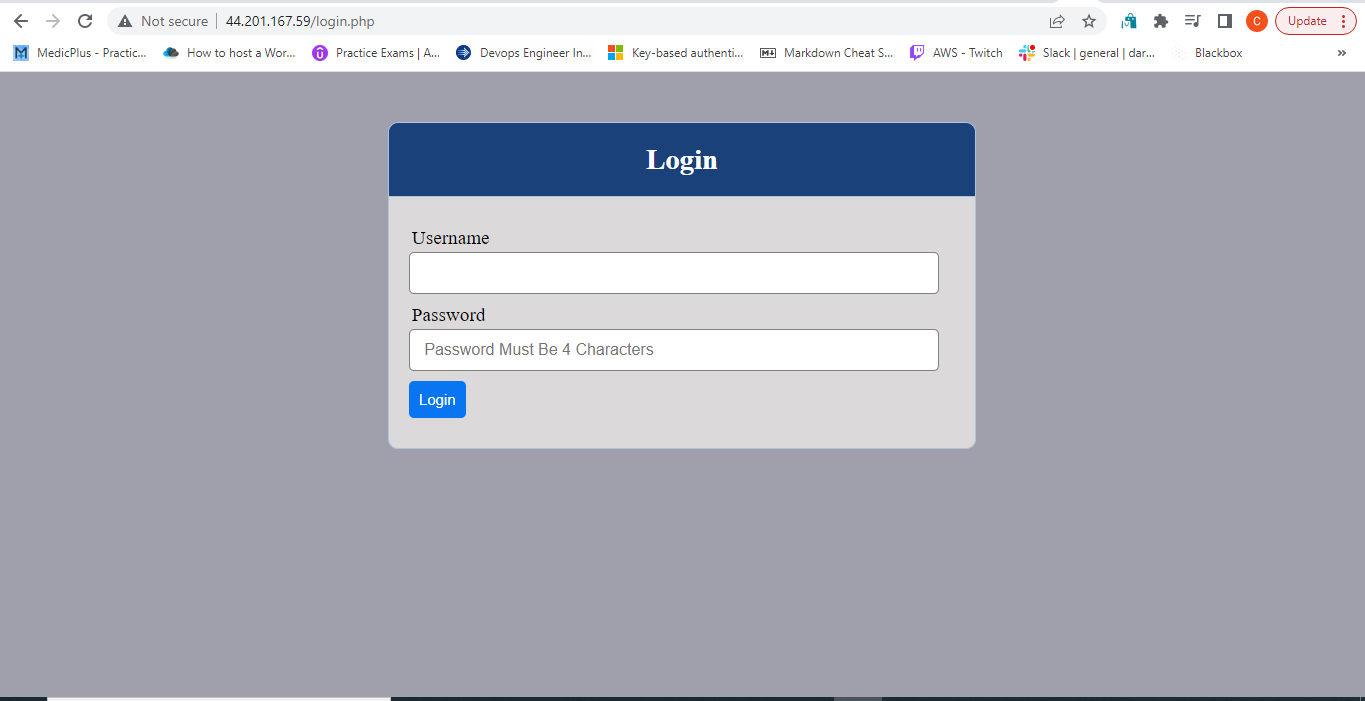 Not secure 44.201.167.59/login.php C Update
MedicPlus - Practic... How to host a Wor... Practice Exams | A... Devops Engineer In... Key-based authenti... Markdown Cheat S... AWS - Twitch Slack | general | dar... Blackbox »
Login
Username
Password
Password Must Be 4 Characters
Login